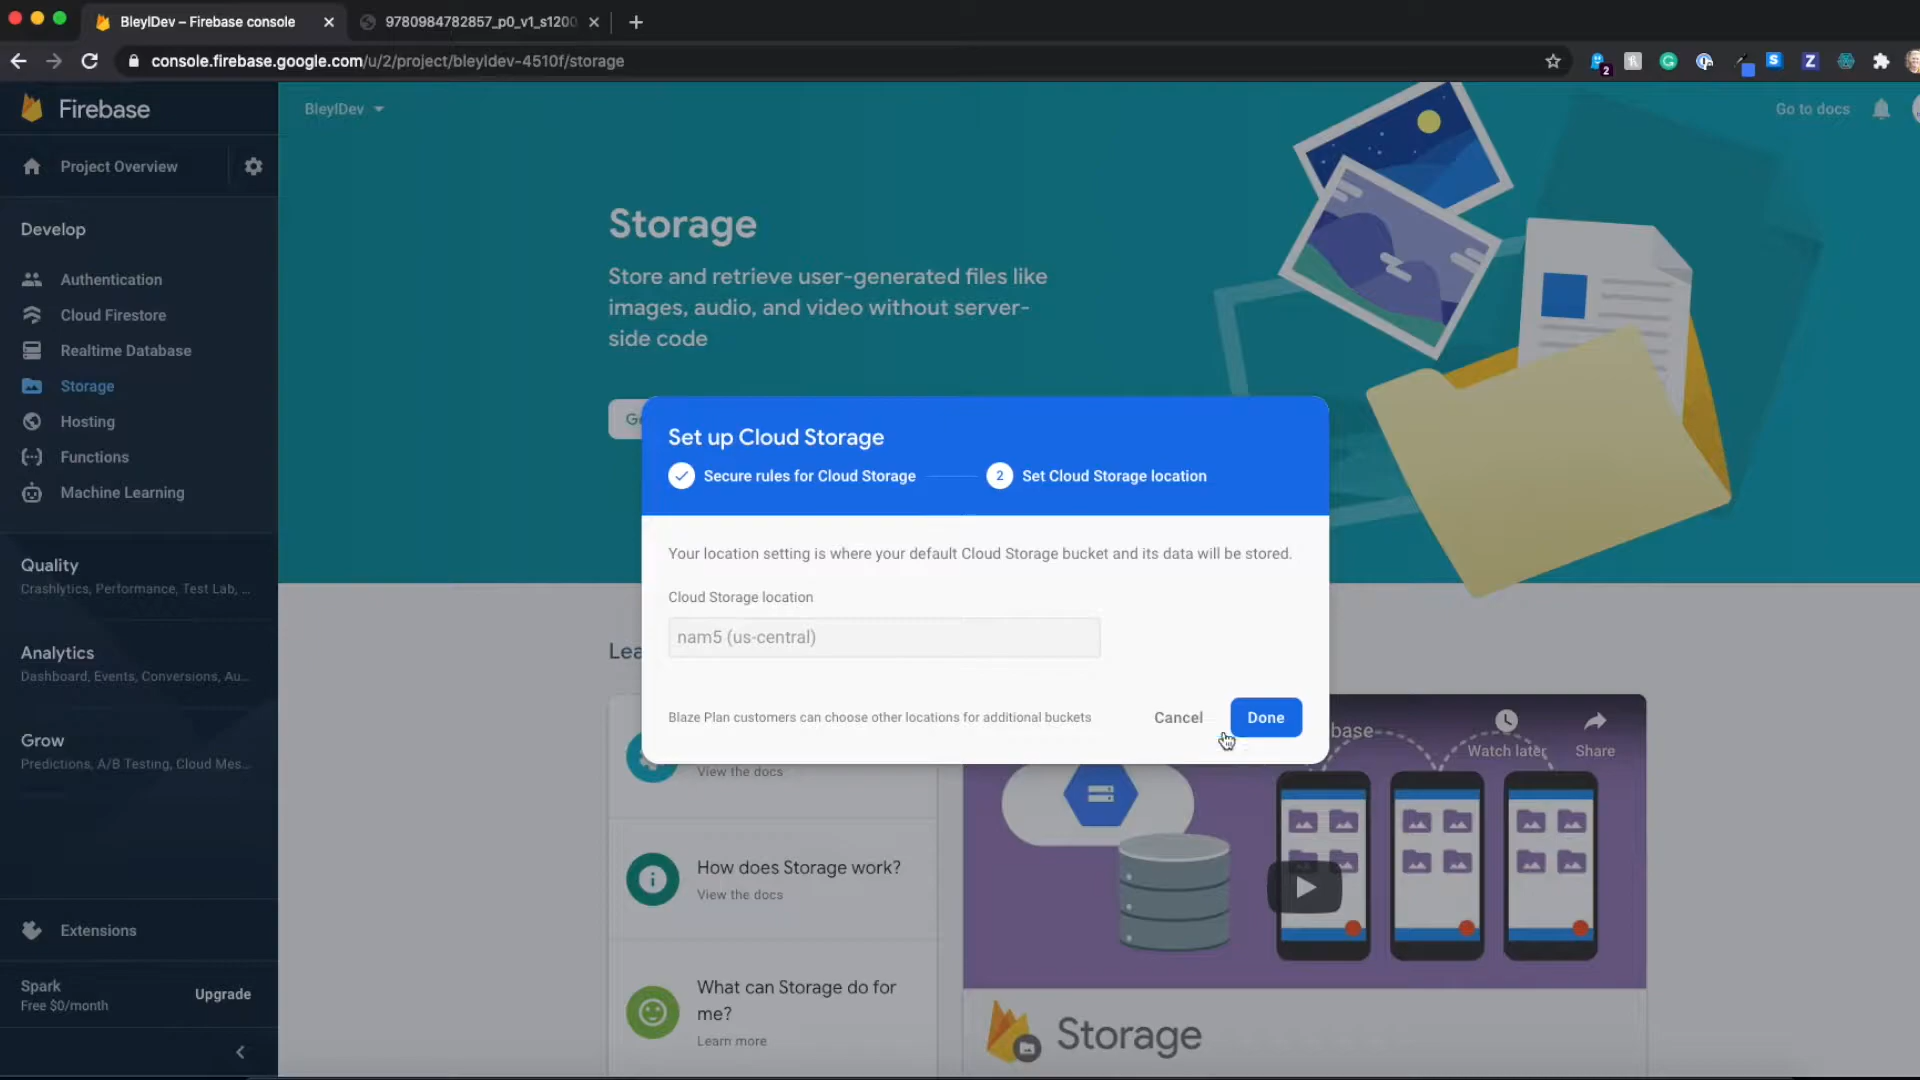 BleylDev – Firebase console
9780984782857_p0_v1_s1200
console.firebase.google.com/u/2/project/bleyldev-4510f/storage
2
Firebase
BleylDev
Go to docs
Project Overview
Develop
Authentication
Cloud Firestore
Realtime Database
Storage
Hosting
Functions
Machine Learning
Quality
Crashlytics, Performance, Test Lab, ...
Analytics
Dashboard, Events, Conversions, Au...
Grow
Predictions, A/B Testing, Cloud Mes...
Extensions
Spark
Free $0/month
Upgrade
Storage
Store and retrieve user-generated files like
images, audio, and video without server-
side code
Set up Cloud Storage
Secure rules for Cloud Storage
2 Set Cloud Storage location
Your location setting is where your default Cloud Storage bucket and its data will be stored.
Cloud Storage location
nam5 (us-central)
Blaze Plan customers can choose other locations for additional buckets
Cancel
Done
View the docs
How does Storage work?
View the docs
What can Storage do for
me?
Learn more
Watch later
Share
Storage